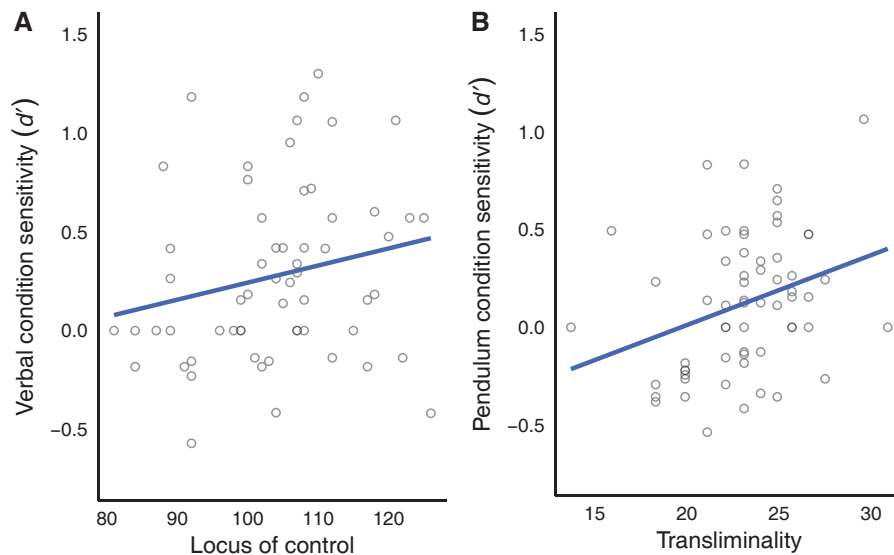 A
Verbal condition sensitivity (d′)
1.5
1.0
0.5
0.0
−0.5
80 90 100 110 120
Locus of control
B
Pendulum condition sensitivity (d′)
1.5
1.0
0.5
0.0
−0.5
15 20 25 30
Transliminality